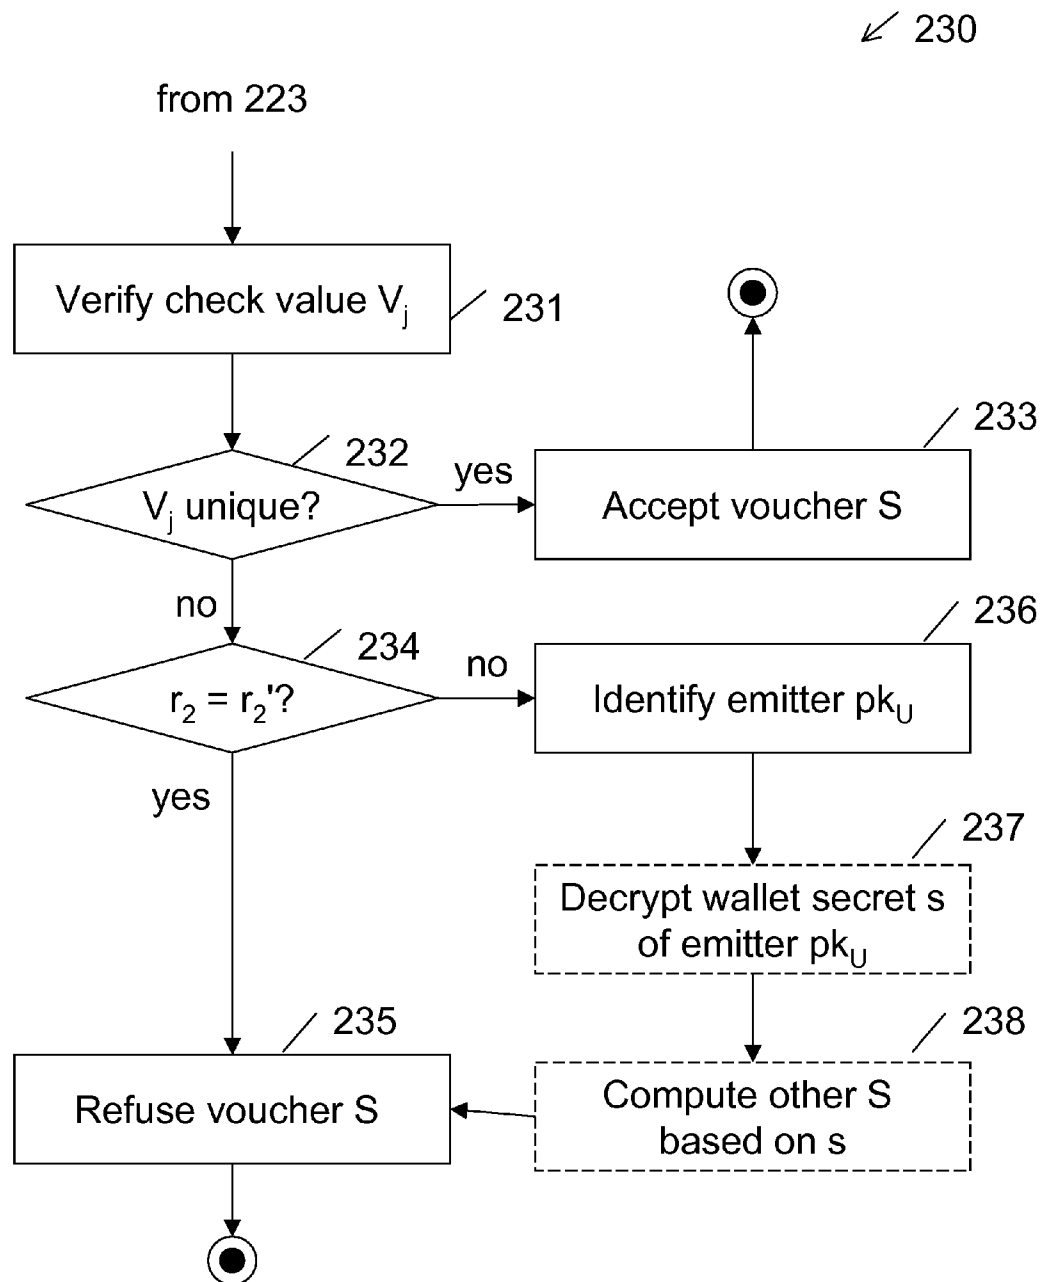 230
from 223
Verify check value Vj
231
233
232
yes
Vj unique?
Accept voucher S
no
236
234
no
r2 = r2'?
Identify emitter pkU
yes
237
Decrypt wallet secret s
of emitter pkU
235
238
Refuse voucher S
Compute other S
based on s